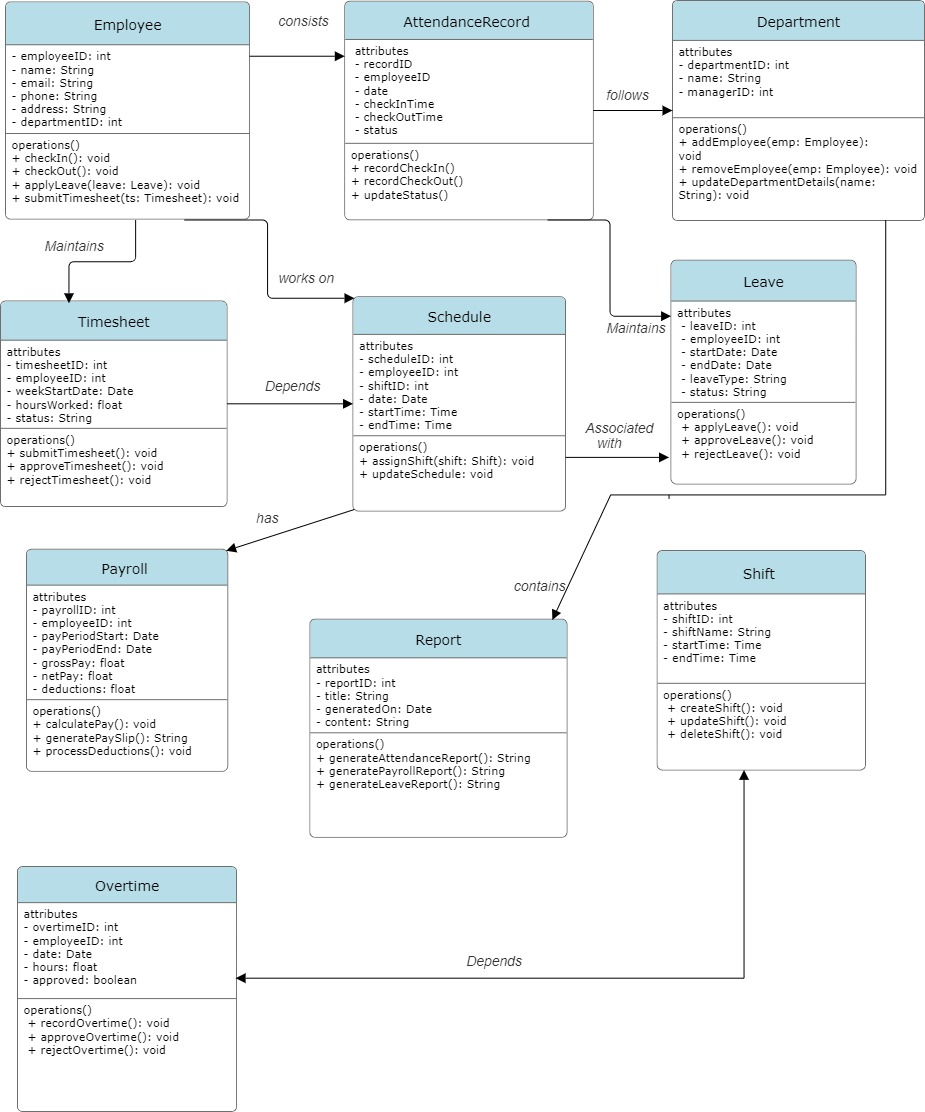 Employee
- employeeID: int
- name: String
- email: String
- phone: String
- address: String
- departmentID: int
operations()
+ checkIn(): void
+ checkOut(): void
+ applyLeave(leave: Leave): void
+ submitTimesheet(ts: Timesheet): void
consists
AttendanceRecord
attributes
- recordID
- employeeID
- date
- checkInTime
- checkOutTime
- status
operations()
+ recordCheckIn()
+ recordCheckOut()
+ updateStatus()
follows
Department
attributes
- departmentID: int
- name: String
- managerID: int
operations()
+ addEmployee(emp: Employee):
void
+ removeEmployee(emp: Employee): void
+ updateDepartmentDetails(name:
String): void
Maintains
works on
Maintains
Timesheet
attributes
- timesheetID: int
- employeeID: int
- weekStartDate: Date
- hoursWorked: float
- status: String
operations()
+ submitTimesheet(): void
+ approveTimesheet(): void
+ rejectTimesheet(): void
Depends
Schedule
attributes
- scheduleID: int
- employeeID: int
- shiftID: int
- date: Date
- startTime: Time
- endTime: Time
operations()
+ assignShift(shift: Shift): void
+ updateSchedule: void
Associated
with
Leave
attributes
- leaveID: int
- employeeID: int
- startDate: Date
- endDate: Date
- leaveType: String
- status: String
operations()
+ applyLeave(): void
+ approveLeave(): void
+ rejectLeave(): void
has
contains
Payroll
attributes
- payrollID: int
- employeeID: int
- payPeriodStart: Date
- payPeriodEnd: Date
- grossPay: float
- netPay: float
- deductions: float
operations()
+ calculatePay(): void
+ generatePaySlip(): String
+ processDeductions(): void
Report
attributes
- reportID: int
- title: String
- generatedOn: Date
- content: String
operations()
+ generateAttendanceReport(): String
+ generatePayrollReport(): String
+ generateLeaveReport(): String
Shift
attributes
- shiftID: int
- shiftName: String
- startTime: Time
- endTime: Time
operations()
+ createShift(): void
+ updateShift(): void
+ deleteShift(): void
Overtime
attributes
- overtimeID: int
- employeeID: int
- date: Date
- hours: float
- approved: boolean
operations()
+ recordOvertime(): void
+ approveOvertime(): void
+ rejectOvertime(): void
Depends